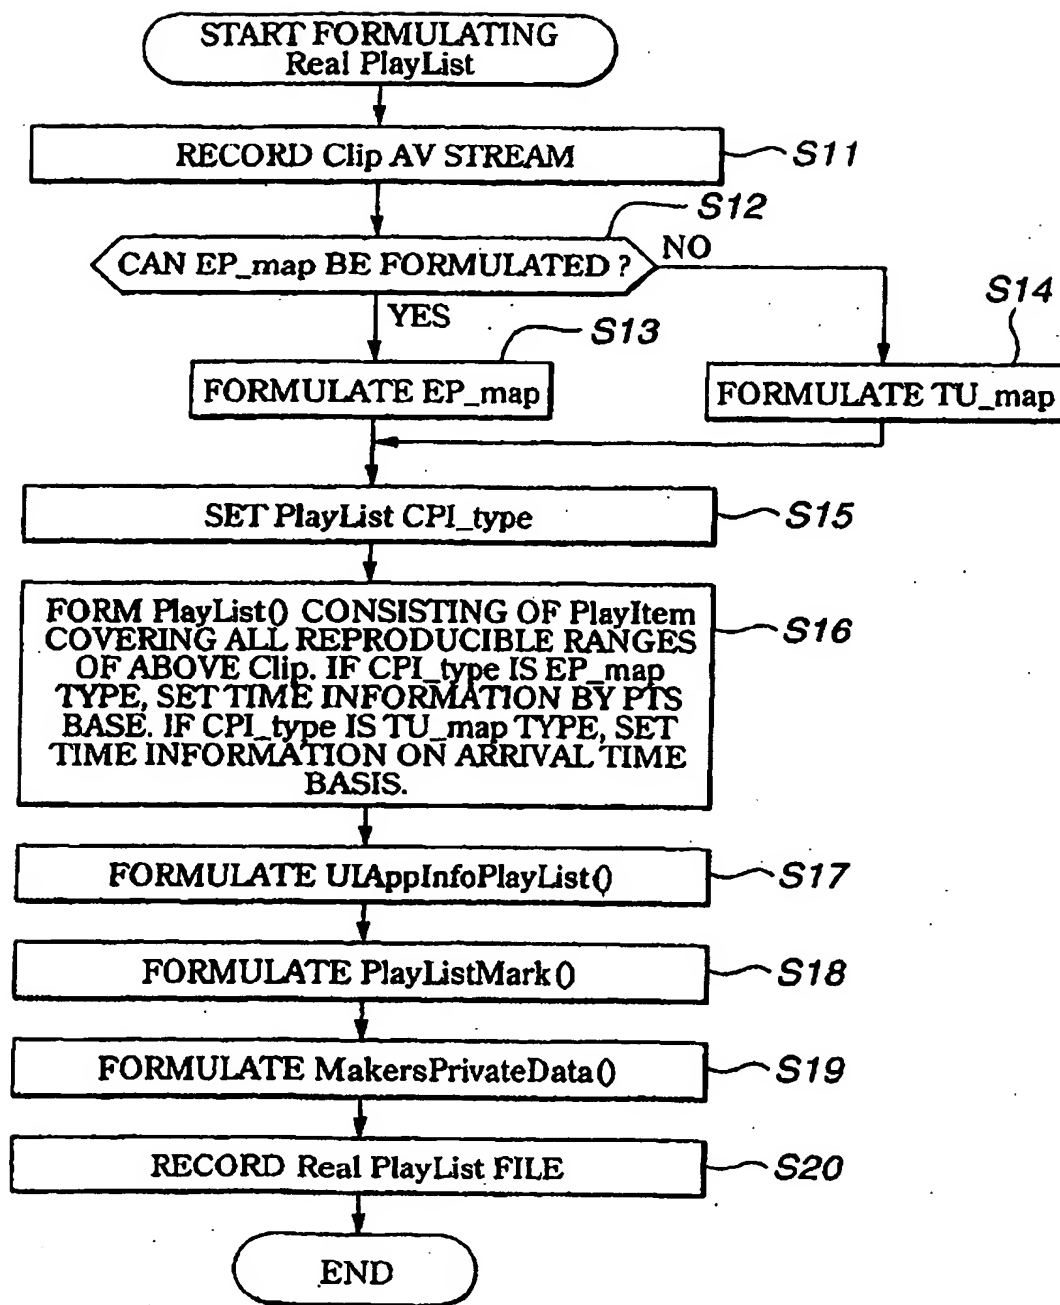 START FORMULATING
Real PlayList
RECORD Clip AV STREAM
S11
S12
CAN EP_map BE FORMULATED ?
NO
S14
YES
S13
FORMULATE EP_map
FORMULATE TU_map
SET PlayList CPI_type
S15
FORM PlayList() CONSISTING OF PlayItem
COVERING ALL REPRODUCIBLE RANGES
OF ABOVE Clip. IF CPI_type IS EP_map
TYPE, SET TIME INFORMATION BY PTS
BASE. IF CPI_type IS TU_map TYPE, SET
TIME INFORMATION ON ARRIVAL TIME
BASIS.
S16
FORMULATE UIAppInfoPlayList()
S17
FORMULATE PlayListMark()
S18
FORMULATE MakersPrivateData()
S19
RECORD Real PlayList FILE
S20
END